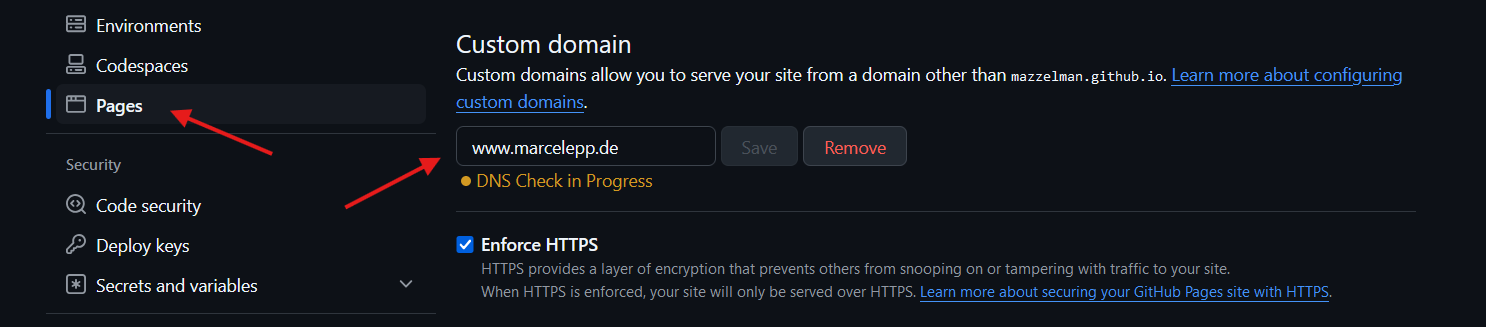 Environments
Codespaces
Pages
Security
Code security
Deploy keys
Secrets and variables
Custom domain
Custom domains allow you to serve your site from a domain other than mazzelman.github.io. Learn more about configuring
custom domains.
www.marcelepp.de Save Remove
DNS Check in Progress
Enforce HTTPS
HTTPS provides a layer of encryption that prevents others from snooping on or tampering with traffic to your site.
When HTTPS is enforced, your site will only be served over HTTPS. Learn more about securing your GitHub Pages site with HTTPS.